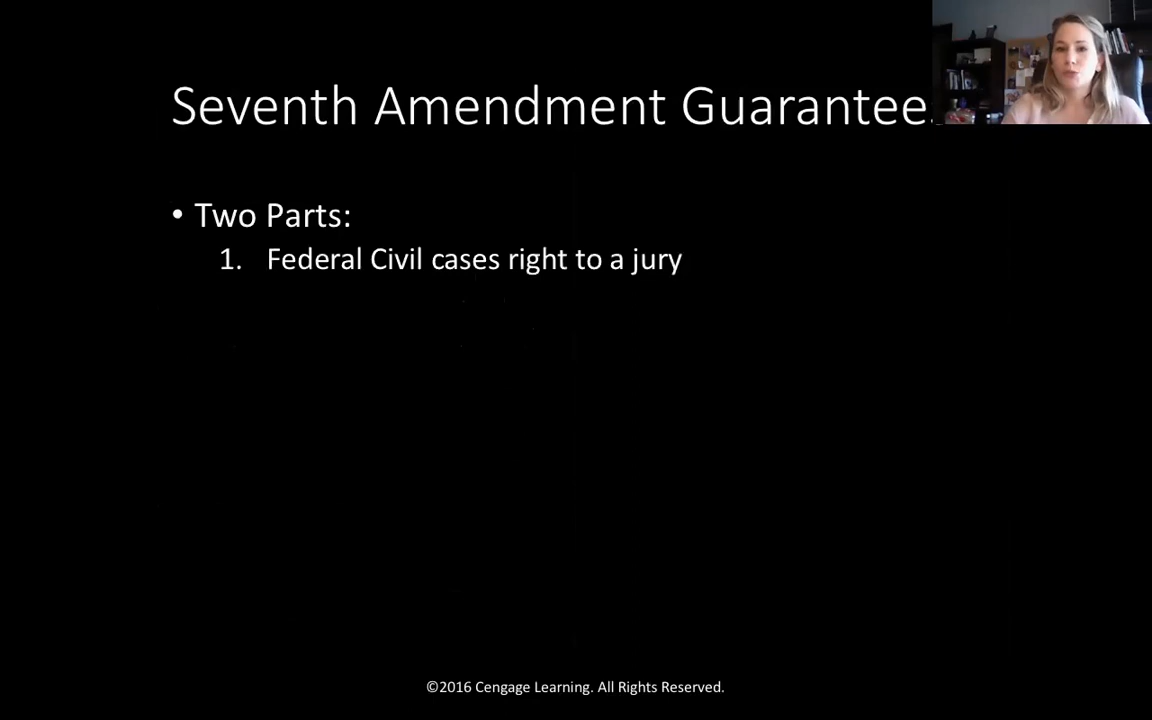 Seventh Amendment Guarantee
• Two Parts:
1. Federal Civil cases right to a jury
©2016 Cengage Learning. All Rights Reserved.